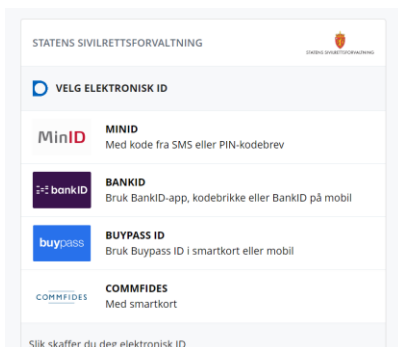 STATENS SIVILRETTSFORVALTNING
STATENS SIVILRETTSFORVALTNING
VELG ELEKTRONISK ID
MinID
MINID
Med kode fra SMS eller PIN-kodebrev
bankID
BANKID
Bruk BankID-app, kodebrikke eller BankID på mobil
buypass
BUYPASS ID
Bruk Buypass ID i smartkort eller mobil
COMMFIDES
COMMFIDES
Med smartkort
Slik skaffer du deg elektronisk ID